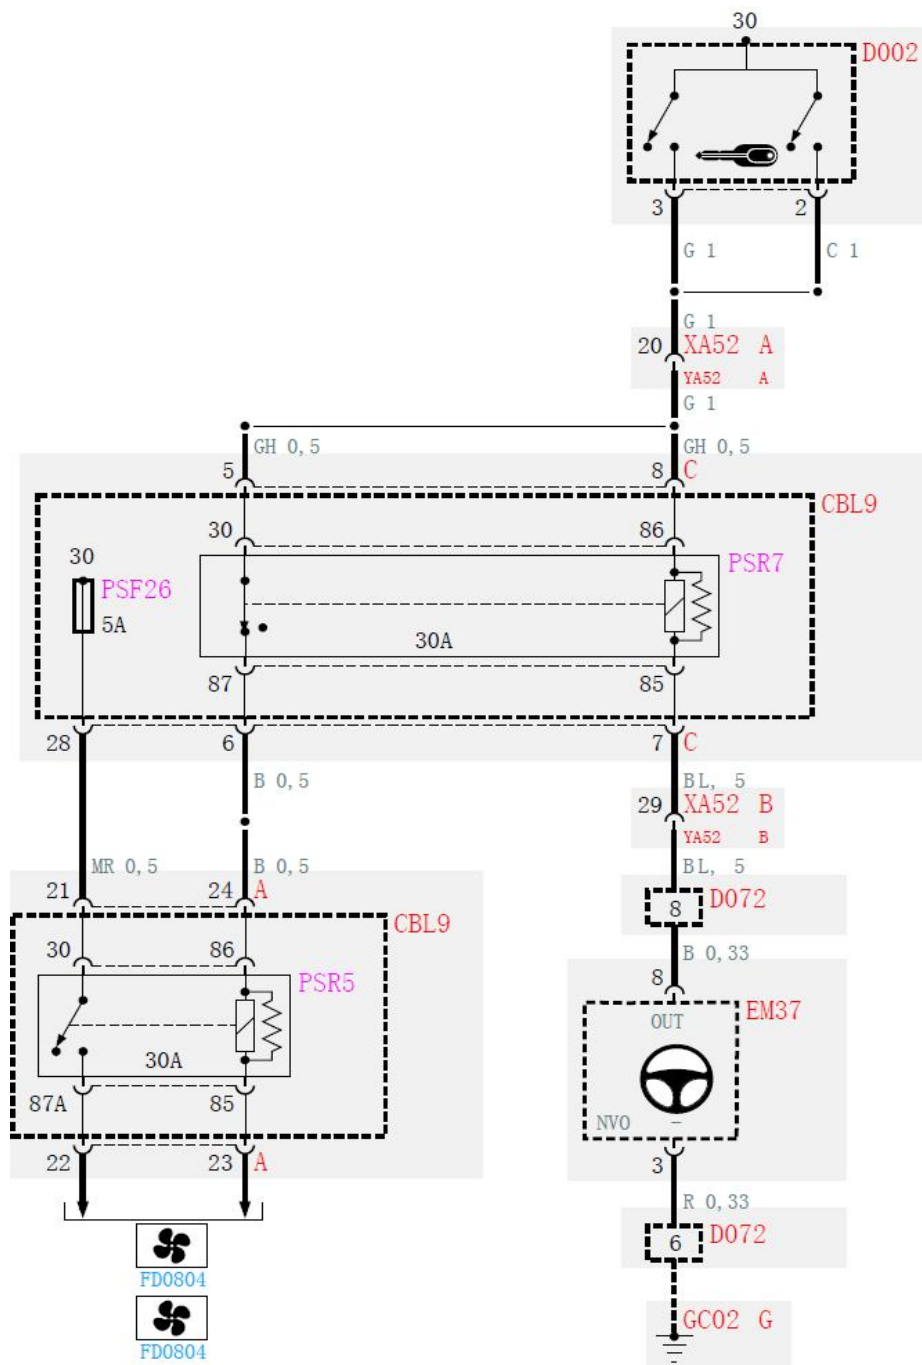 30
D002
3 2
G 1 C 1
G 1
20 XA52 A
YA52 A
G 1
GH 0,5 GH 0,5
5 8 C
CBL9
30 86
30 PSR7
PSF26
5A
30A
87 85
28 6 7 C
B 0,5 BL, 5
29 XA52 B
YA52 B
MR 0,5 B 0,5 BL, 5
21 24 A D072
8
CBL9
30 86 B 0,33
8
PSR5
EM37
OUT
30A
87A 85
NVO
-
22 23 A 3
R 0,33
D072
6
FD0804
GC02 G
FD0804